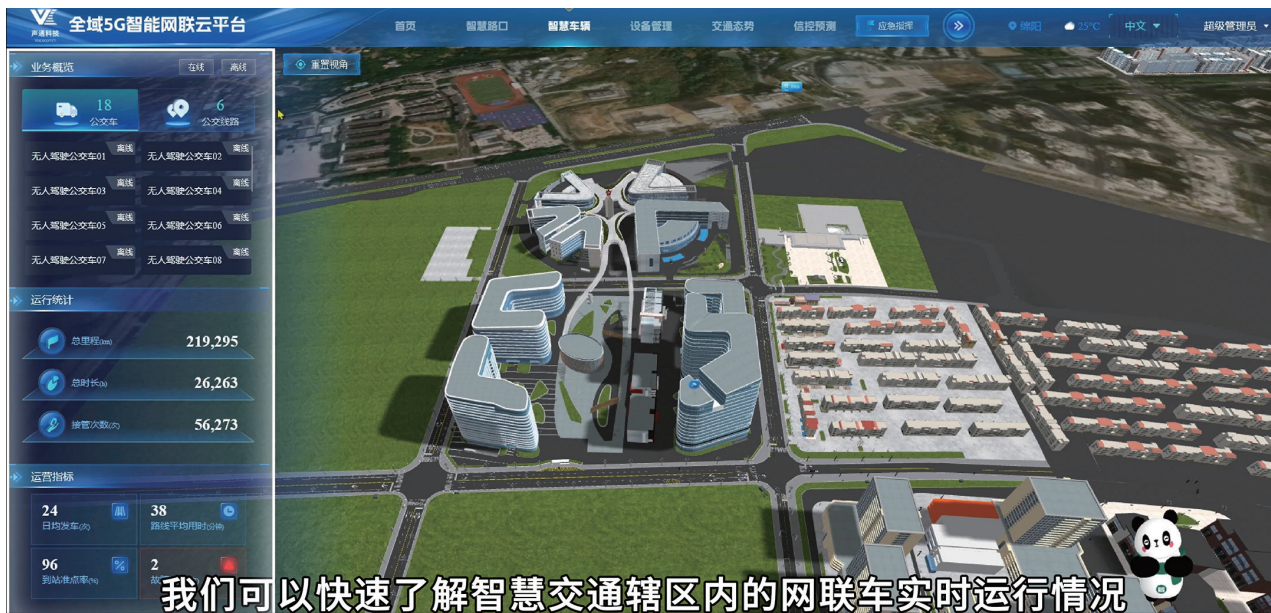 声通科技
全域5G智能网联云平台
首页 智慧路口 智慧车辆 设备管理 交通态势 信控预测 应急指挥 绵阳 25°C 中文 超级管理员
业务概览 在线 离线
重置视角
18 公交车
6 公交线路
无人驾驶公交车01 离线 无人驾驶公交车02 离线
无人驾驶公交车03 离线 无人驾驶公交车04 离线
无人驾驶公交车05 离线 无人驾驶公交车06 离线
无人驾驶公交车07 离线 无人驾驶公交车08 离线
运行统计
总里程(km) 219,295
总时长(h) 26,263
接管次数(次) 56,273
运营指标
24 38
日均发车(次) 路线平均用时(分钟)
96 % 2
到站准点率(%) 故
我们可以快速了解智慧交通辖区内的网联车实时运行情况